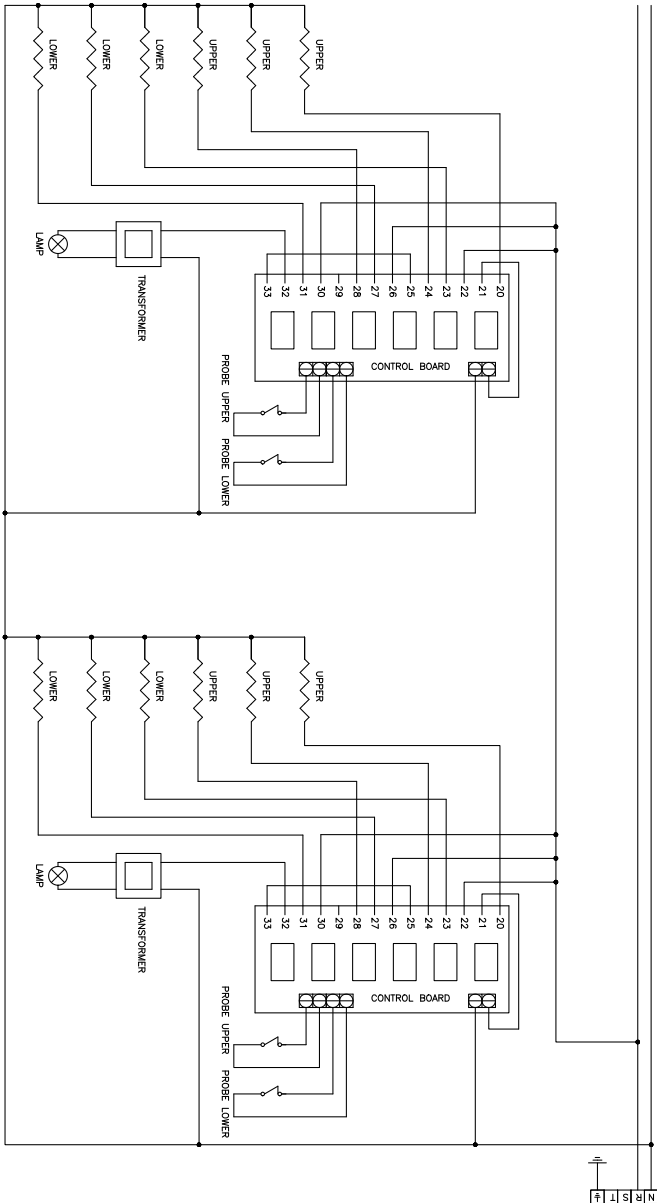 LOWER
LOWER
LOWER
UPPER
UPPER
UPPER
LAMP
TRANSFORMER
33 32 31 30 29 28 27 26 25 24 23 22 21 20
CONTROL BOARD
PROBE UPPER
PROBE LOWER
LOWER
LOWER
LOWER
UPPER
UPPER
UPPER
LAMP
TRANSFORMER
33 32 31 30 29 28 27 26 25 24 23 22 21 20
CONTROL BOARD
PROBE UPPER
PROBE LOWER
T S R N